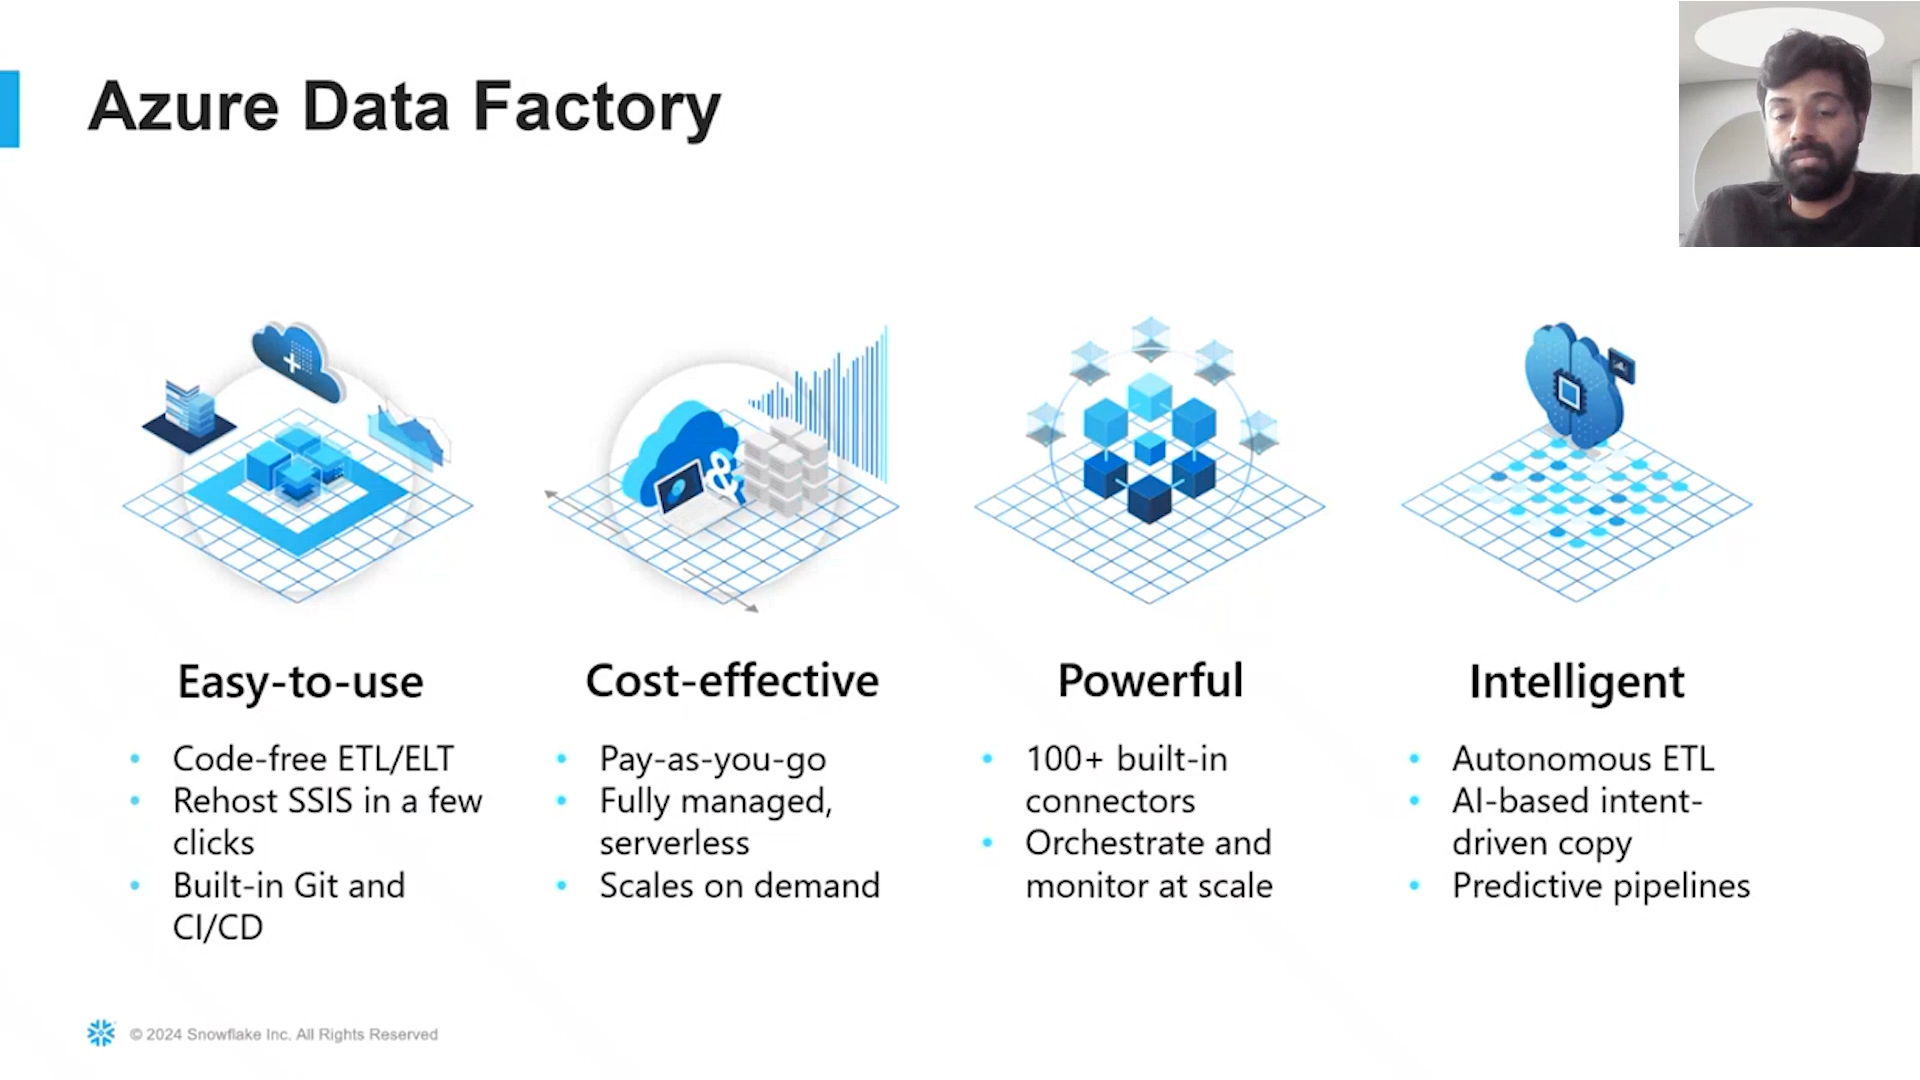 Azure Data Factory
Easy-to-use
• Code-free ETL/ELT
• Rehost SSIS in a few
clicks
• Built-in Git and
CI/CD
Cost-effective
• Pay-as-you-go
• Fully managed,
serverless
• Scales on demand
Powerful
• 100+ built-in
connectors
• Orchestrate and
monitor at scale
Intelligent
• Autonomous ETL
• AI-based intent-
driven copy
• Predictive pipelines
&
© 2024 Snowflake Inc. All Rights Reserved